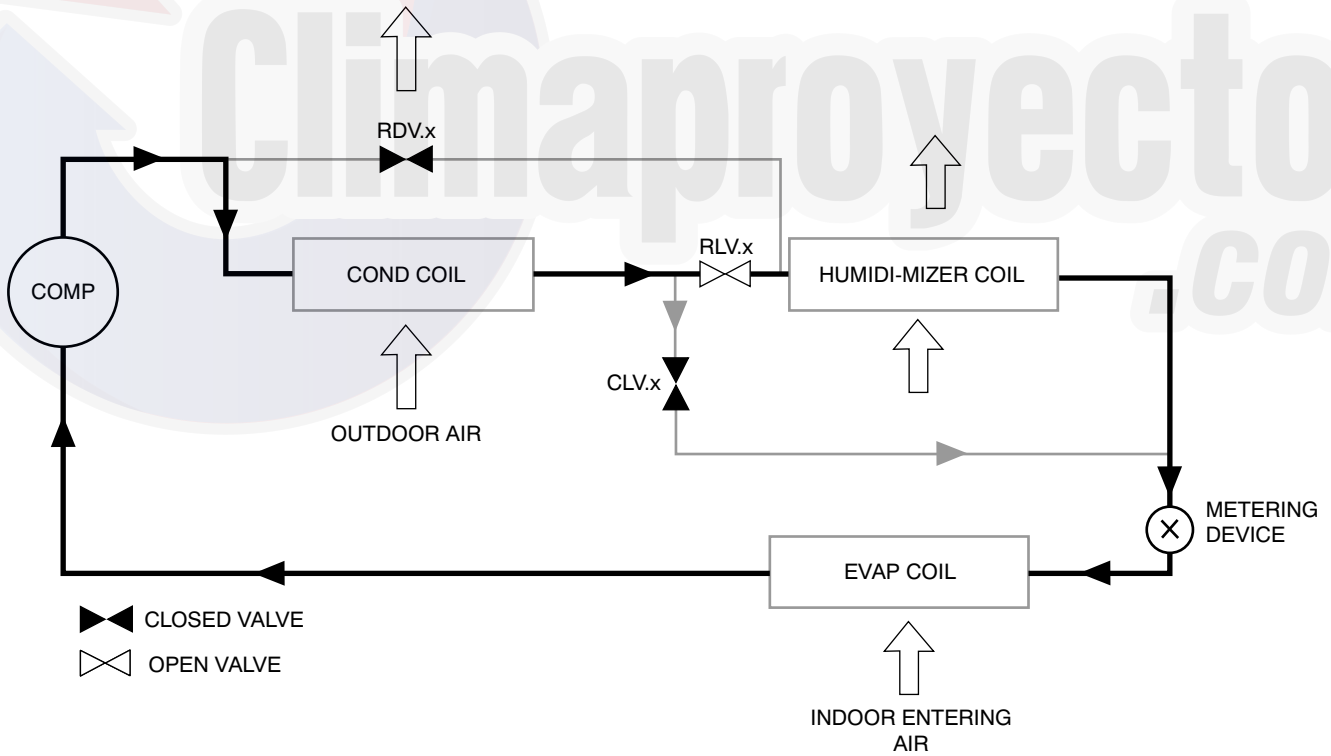 Climaproyecto
.co
RDV.x
COMP
COND COIL
RLV.x
HUMIDI-MIZER COIL
CLV.x
OUTDOOR AIR
METERING
DEVICE
EVAP COIL
CLOSED VALVE
OPEN VALVE
INDOOR ENTERING
AIR